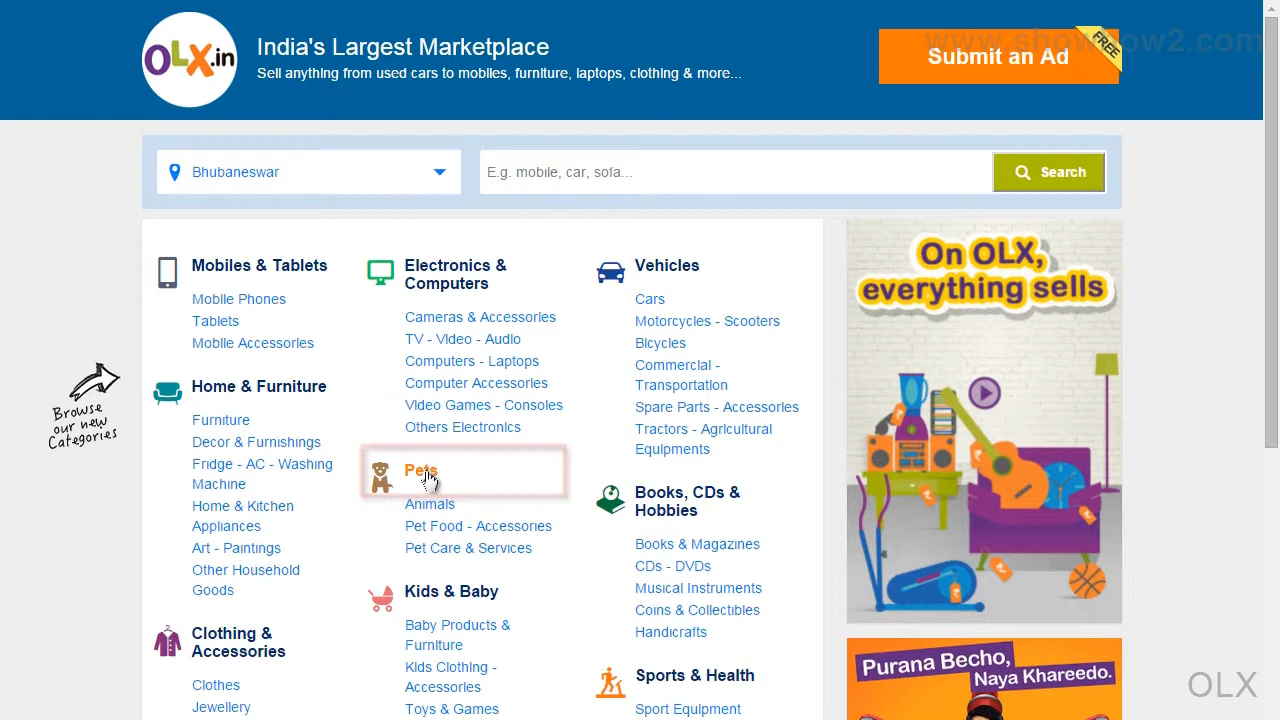 www.showhow2.com
OLX.in
India's Largest Marketplace
Sell anything from used cars to mobiles, furniture, laptops, clothing & more...
Submit an Ad
FREE
Bhubaneswar
E.g. mobile, car, sofa...
Search
Browse
our new
Categories
Mobiles & Tablets
Mobile Phones
Tablets
Mobile Accessories
Home & Furniture
Furniture
Decor & Furnishings
Fridge - AC - Washing
Machine
Home & Kitchen
Appliances
Art - Paintings
Other Household
Goods
Clothing &
Accessories
Clothes
Jewellery
Electronics &
Computers
Cameras & Accessories
TV - Video - Audio
Computers - Laptops
Computer Accessories
Video Games - Consoles
Others Electronics
Pets
Animals
Pet Food - Accessories
Pet Care & Services
Kids & Baby
Baby Products &
Furniture
Kids Clothing -
Accessories
Toys & Games
Vehicles
Cars
Motorcycles - Scooters
Bicycles
Commercial -
Transportation
Spare Parts - Accessories
Tractors - Agricultural
Equipments
Books, CDs &
Hobbies
Books & Magazines
CDs - DVDs
Musical Instruments
Coins & Collectibles
Handicrafts
Sports & Health
Sport Equipment
On OLX,
everything sells
Purana Becho,
Naya Khareedo.
OLX